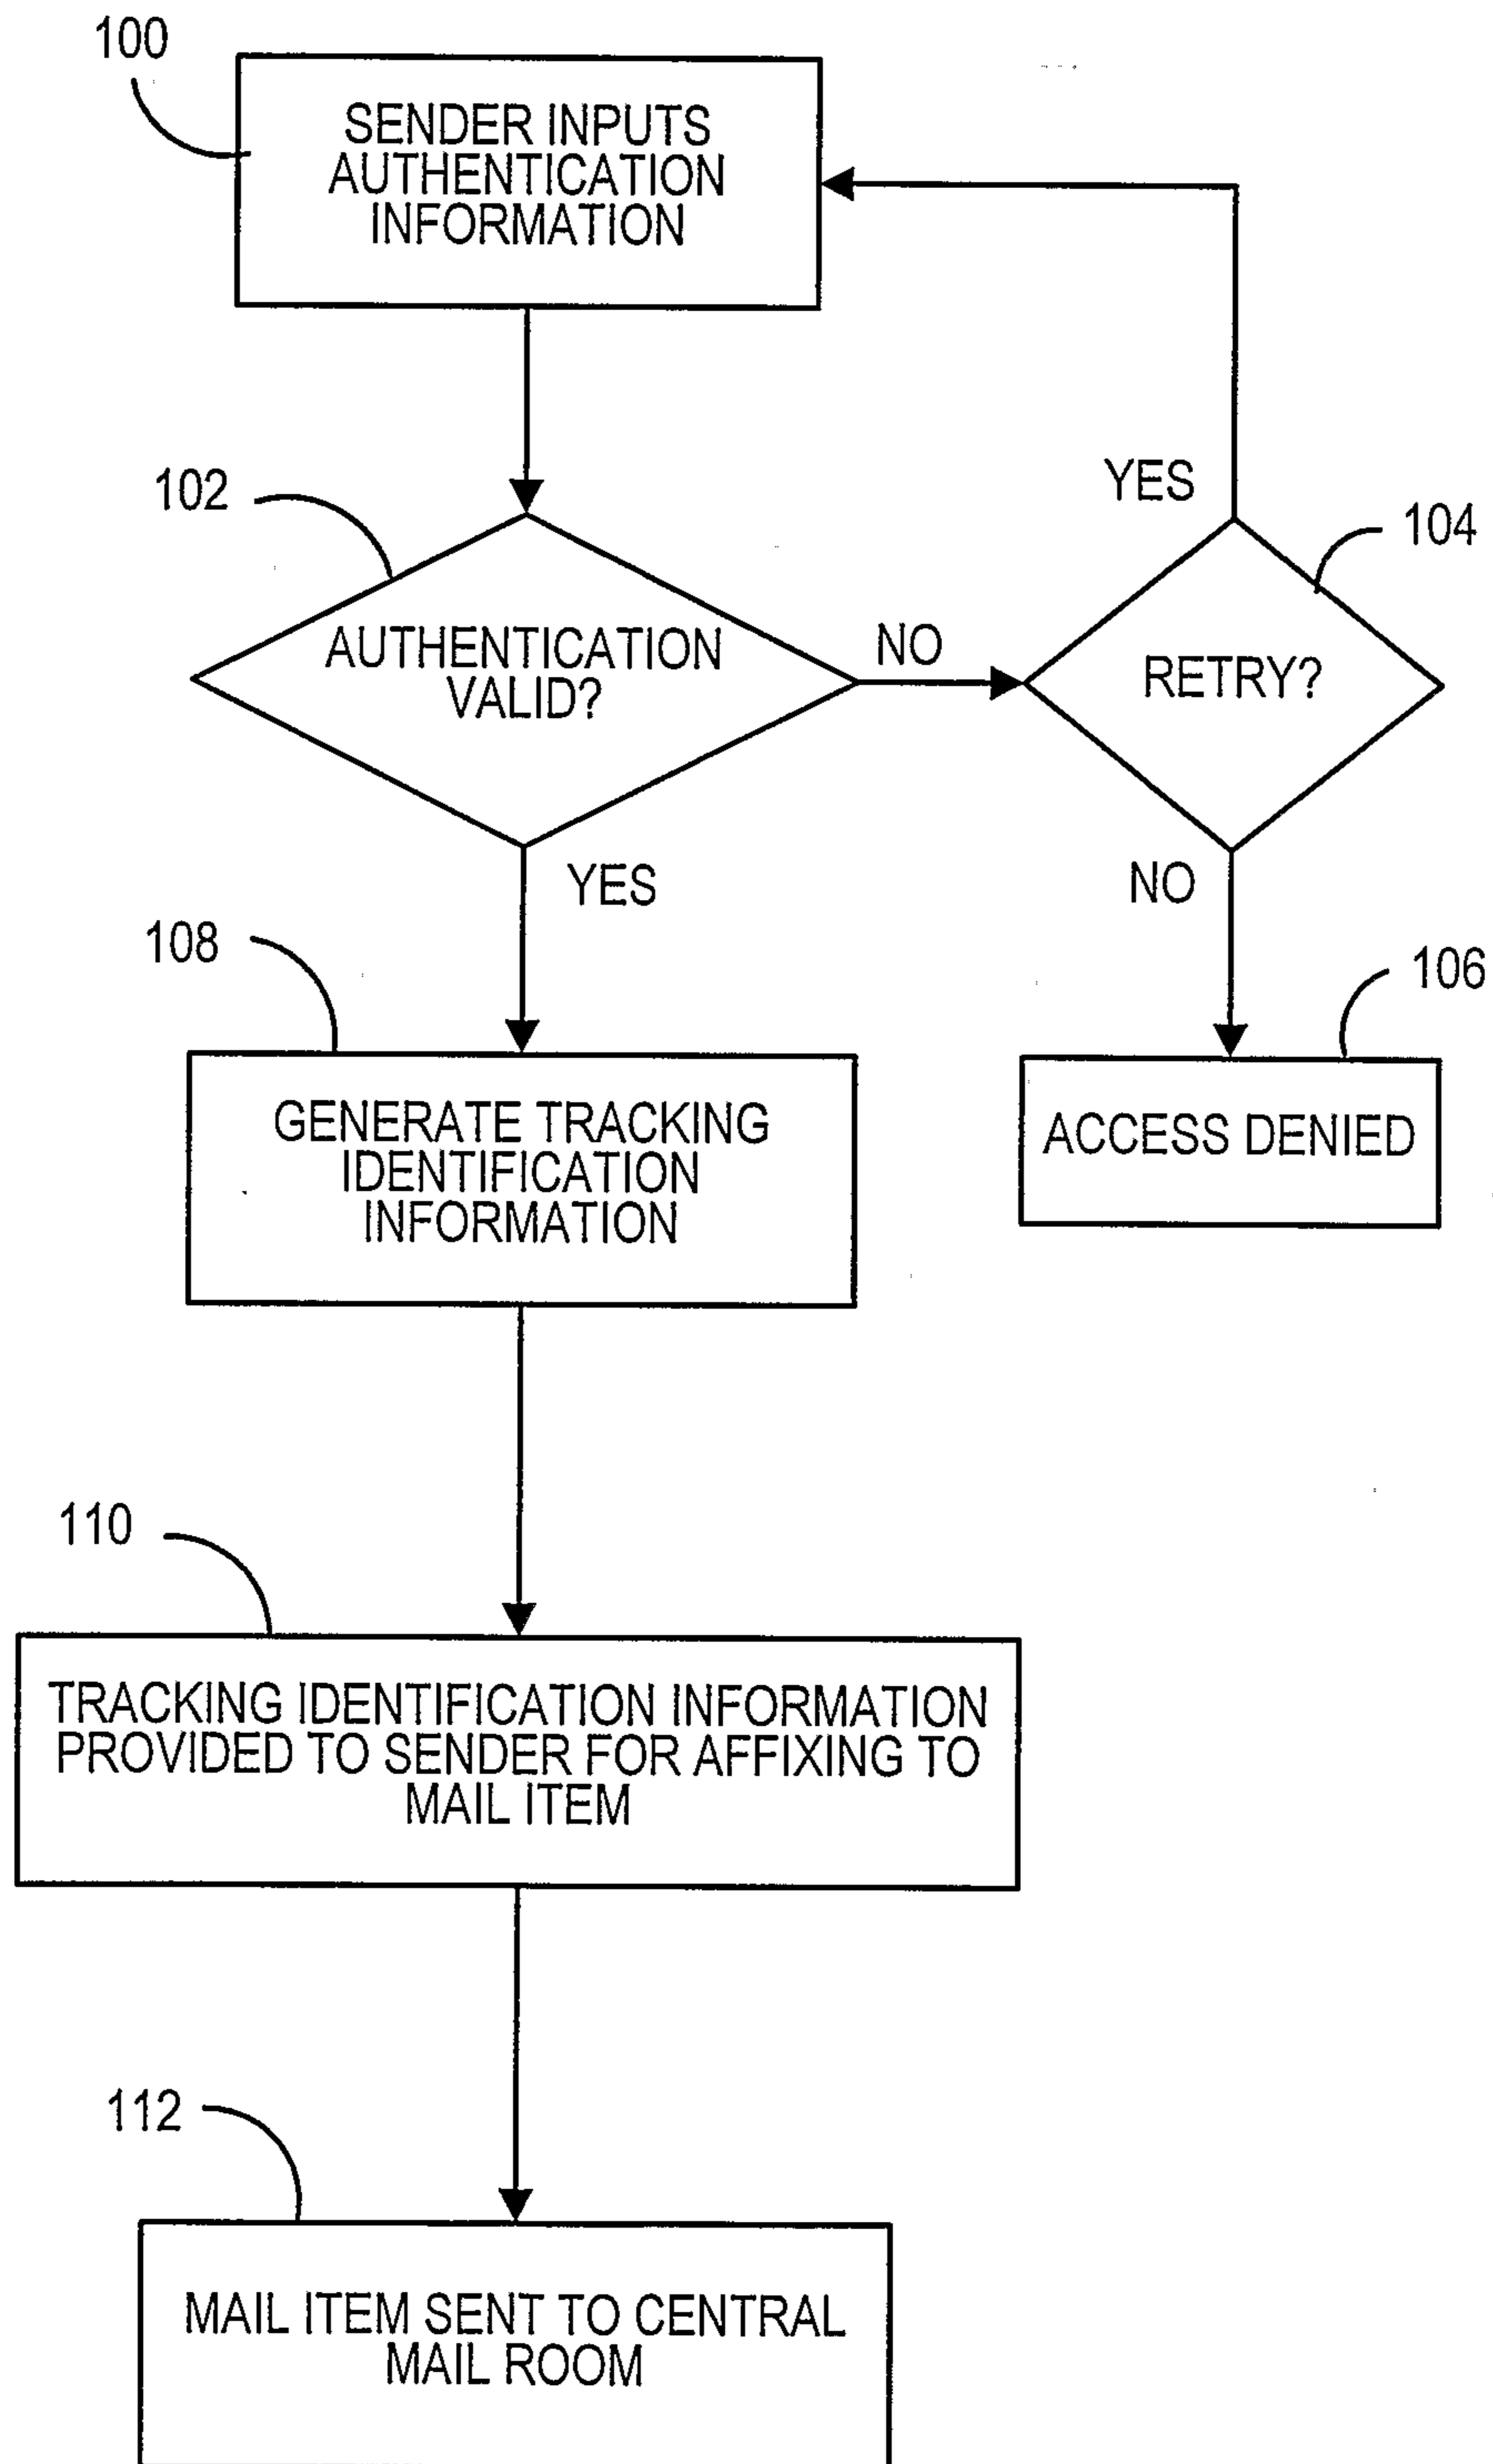 100
SENDER INPUTS
AUTHENTICATION
INFORMATION
102
YES
104
AUTHENTICATION
VALID?
NO
RETRY?
YES
NO
108
106
GENERATE TRACKING
IDENTIFICATION
INFORMATION
ACCESS DENIED
110
TRACKING IDENTIFICATION INFORMATION
PROVIDED TO SENDER FOR AFFIXING TO
MAIL ITEM
112
MAIL ITEM SENT TO CENTRAL
MAIL ROOM